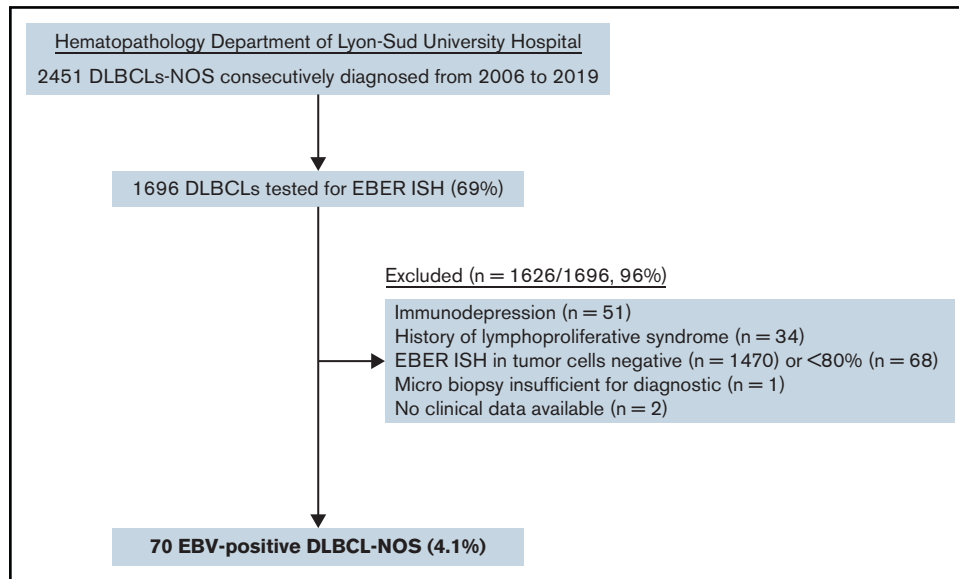 Hematopathology Department of Lyon-Sud University Hospital
2451 DLBCLs-NOS consecutively diagnosed from 2006 to 2019
1696 DLBCLs tested for EBER ISH (69%)
Excluded (n = 1626/1696, 96%)
Immunodepression (n = 51)
History of lymphoproliferative syndrome (n = 34)
EBER ISH in tumor cells negative (n = 1470) or <80% (n = 68)
Micro biopsy insufficient for diagnostic (n = 1)
No clinical data available (n = 2)
70 EBV-positive DLBCL-NOS (4.1%)